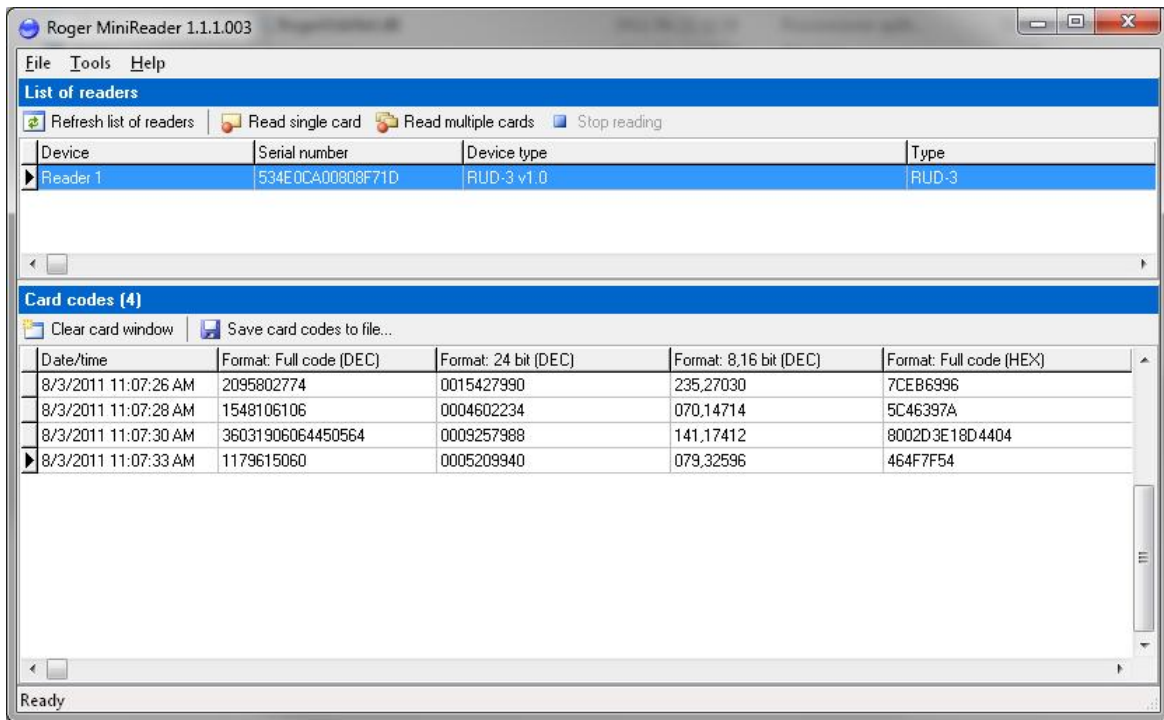 Roger MiniReader 1.1.1.003
File Tools Help
List of readers
Refresh list of readers Read single card Read multiple cards Stop reading
Device Serial number Device type Type
Reader 1 534E0CA00808F71D RUD-3 v1.0 RUD-3
Card codes (4)
Clear card window Save card codes to file...
Date/time Format: Full code (DEC) Format: 24 bit (DEC) Format: 8,16 bit (DEC) Format: Full code (HEX)
8/3/2011 11:07:26 AM 2095802774 0015427990 235,27030 7CEB6996
8/3/2011 11:07:28 AM 1548106106 0004602234 070,14714 5C46397A
8/3/2011 11:07:30 AM 36031906064450564 0009257988 141,17412 8002D3E18D4404
8/3/2011 11:07:33 AM 1179615060 0005209940 079,32596 464F7F54
Ready